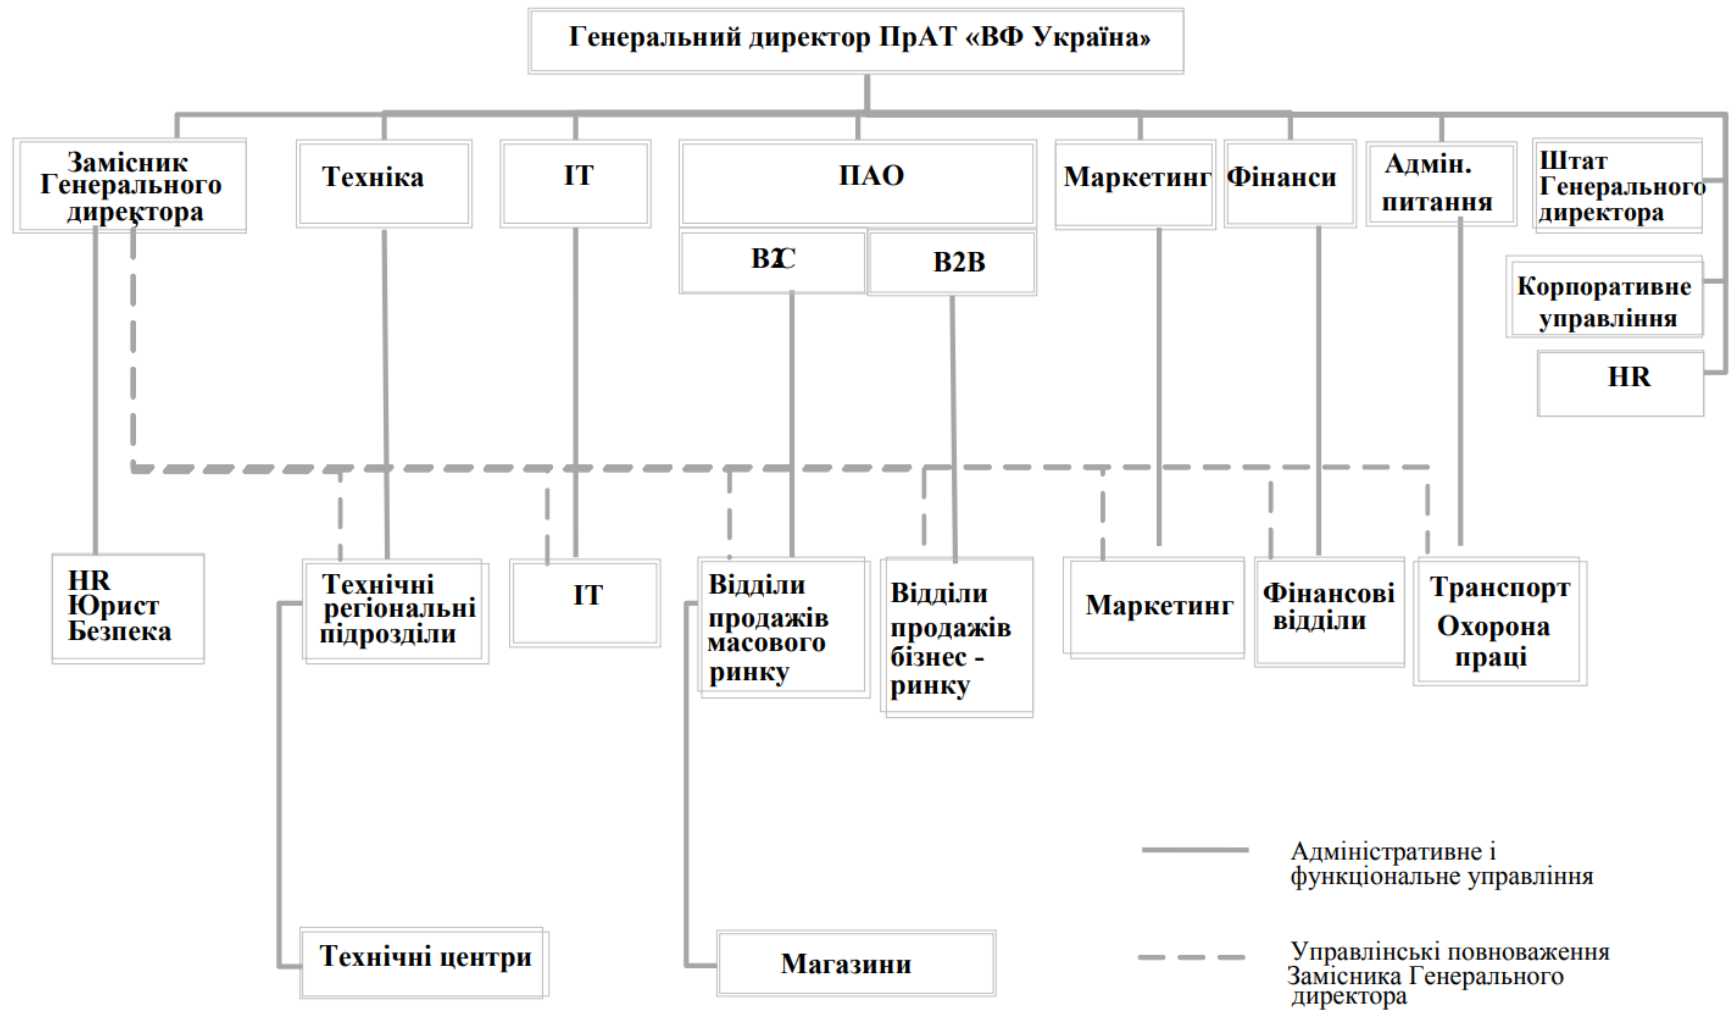 Генеральний директор ПрАТ «ВФ Україна»
Замісник
Генерального
директора
Техніка
ІТ
ПАО
B2C
B2B
Маркетинг
Фінанси
Адмін.
питання
Штат
Генерального
директора
Корпоративне
управління
HR
HR
Юрист
Безпека
Технічні
регіональні
підрозділи
ІТ
Відділи
продажів
масового
ринку
Відділи
продажів
бізнес -
ринку
Маркетинг
Фінансові
відділи
Транспорт
Охорона
праці
Технічні центри
Магазини
Адміністративне і
функціональне управління
Управлінські повноваження
Замісника Генерального
директора